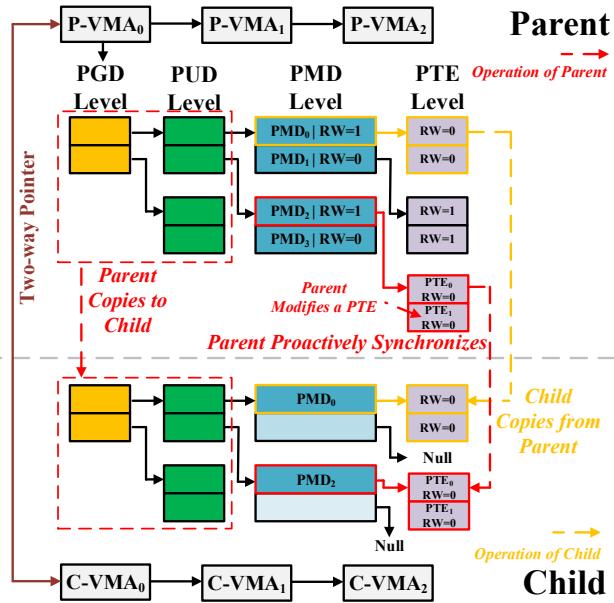 P-VMA0
P-VMA1
P-VMA2
Parent
Operation of Parent
PGD
Level
PUD
Level
PMD
Level
PTE
Level
PMD0 | RW=1
PMD1 | RW=0
RW=0
RW=0
PMD2 | RW=1
PMD3 | RW=0
RW=1
RW=1
Two-way Pointer
Parent
Copies to
Child
Parent
Modifies a PTE
PTE0
RW=0
PTE1
RW=0
Parent Proactively Synchronizes
PMD0
RW=0
RW=0
Child
Copies from
Parent
Null
PMD2
PTE0
RW=0
PTE1
RW=0
Null
Operation of Child
C-VMA0
C-VMA1
C-VMA2
Child